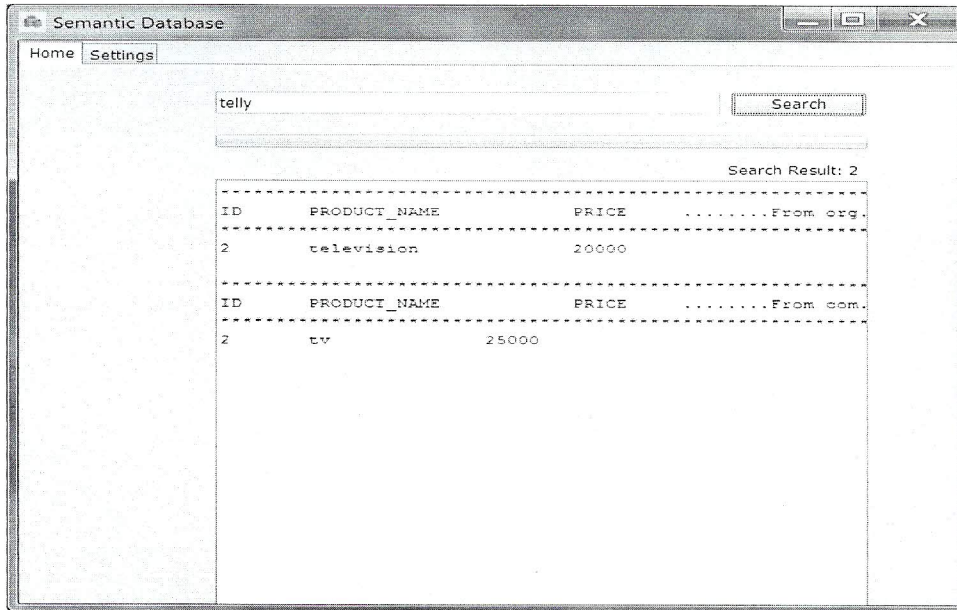 Semantic Database
Home Settings
telly Search
Search Result: 2
ID PRODUCT_NAME PRICE ........From org.
2 television 20000
ID PRODUCT_NAME PRICE ........From com.
2 tv 25000